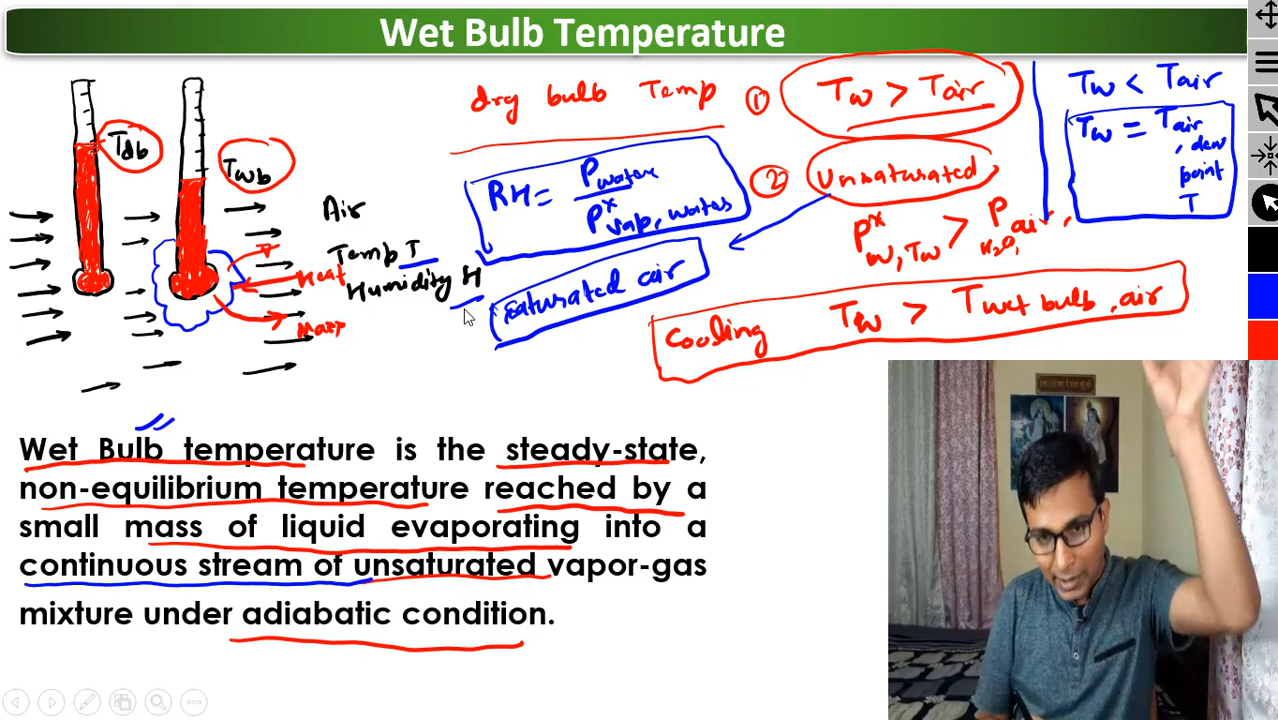 Wet Bulb Temperature
Tdb
Twb
Air
Temp T
Humidity H
Heat
Mass
dry bulb Temp
① Tw > Tair
RH = Pwater / P*vap, water
② Unsaturated
P*w, Tw > Pair, H2O,
Saturated air
Cooling Tw > Twet bulb, air
Tw < Tair
Tw = Tair, dew point T
Wet Bulb temperature is the steady-state,
non-equilibrium temperature reached by a
small mass of liquid evaporating into a
continuous stream of unsaturated vapor-gas
mixture under adiabatic condition.